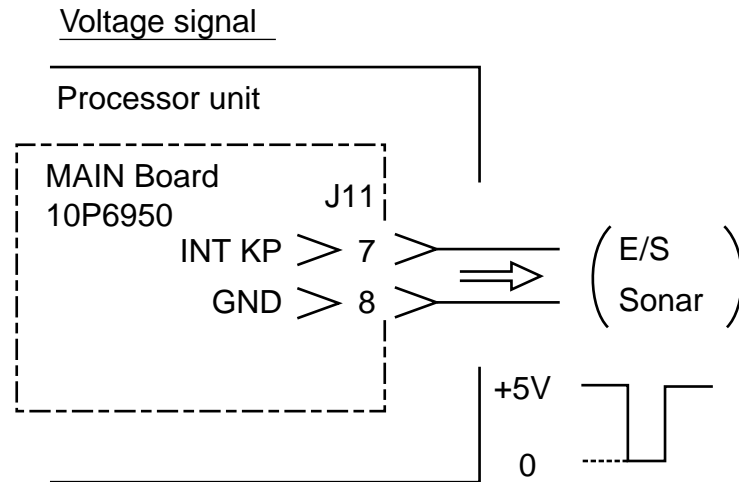 Voltage signal
Processor unit
MAIN Board
10P6950
J11
INT KP 7
GND 8
E/S
Sonar
+5V
0